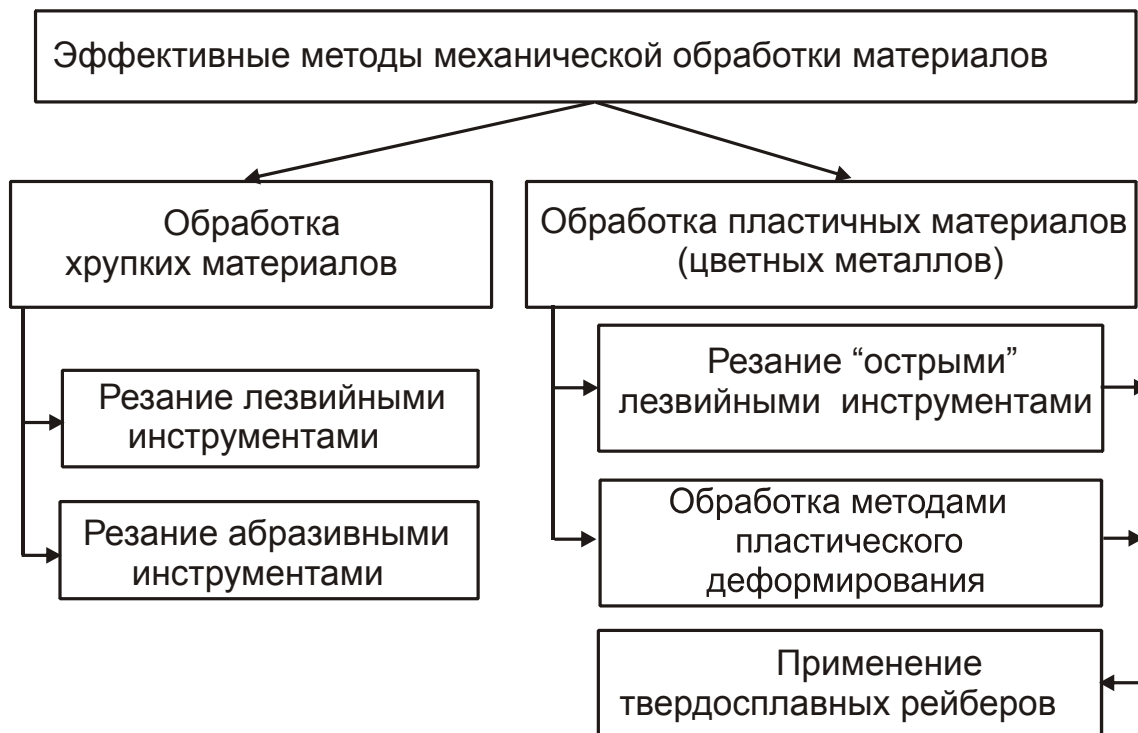 Эффективные методы механической обработки материалов
Обработка
хрупких материалов
Обработка пластичных материалов
(цветных металлов)
Резание лезвийными
инструментами
Резание абразивными
инструментами
Резание “острыми”
лезвийными инструментами
Обработка методами
пластического
деформирования
Применение
твердосплавных рейберов